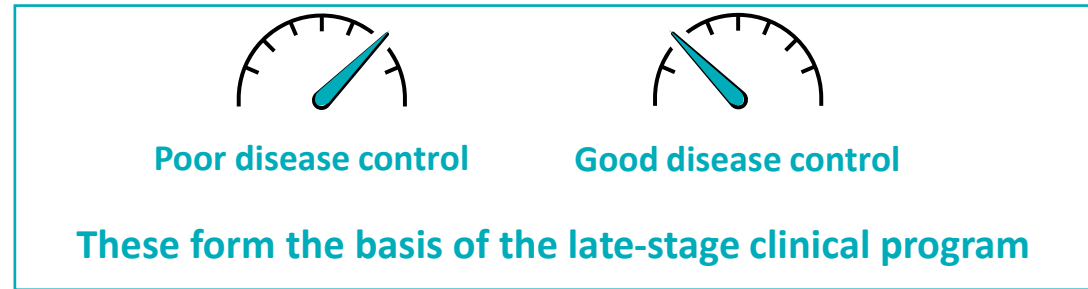 Poor disease control
Good disease control
These form the basis of the late-stage clinical program